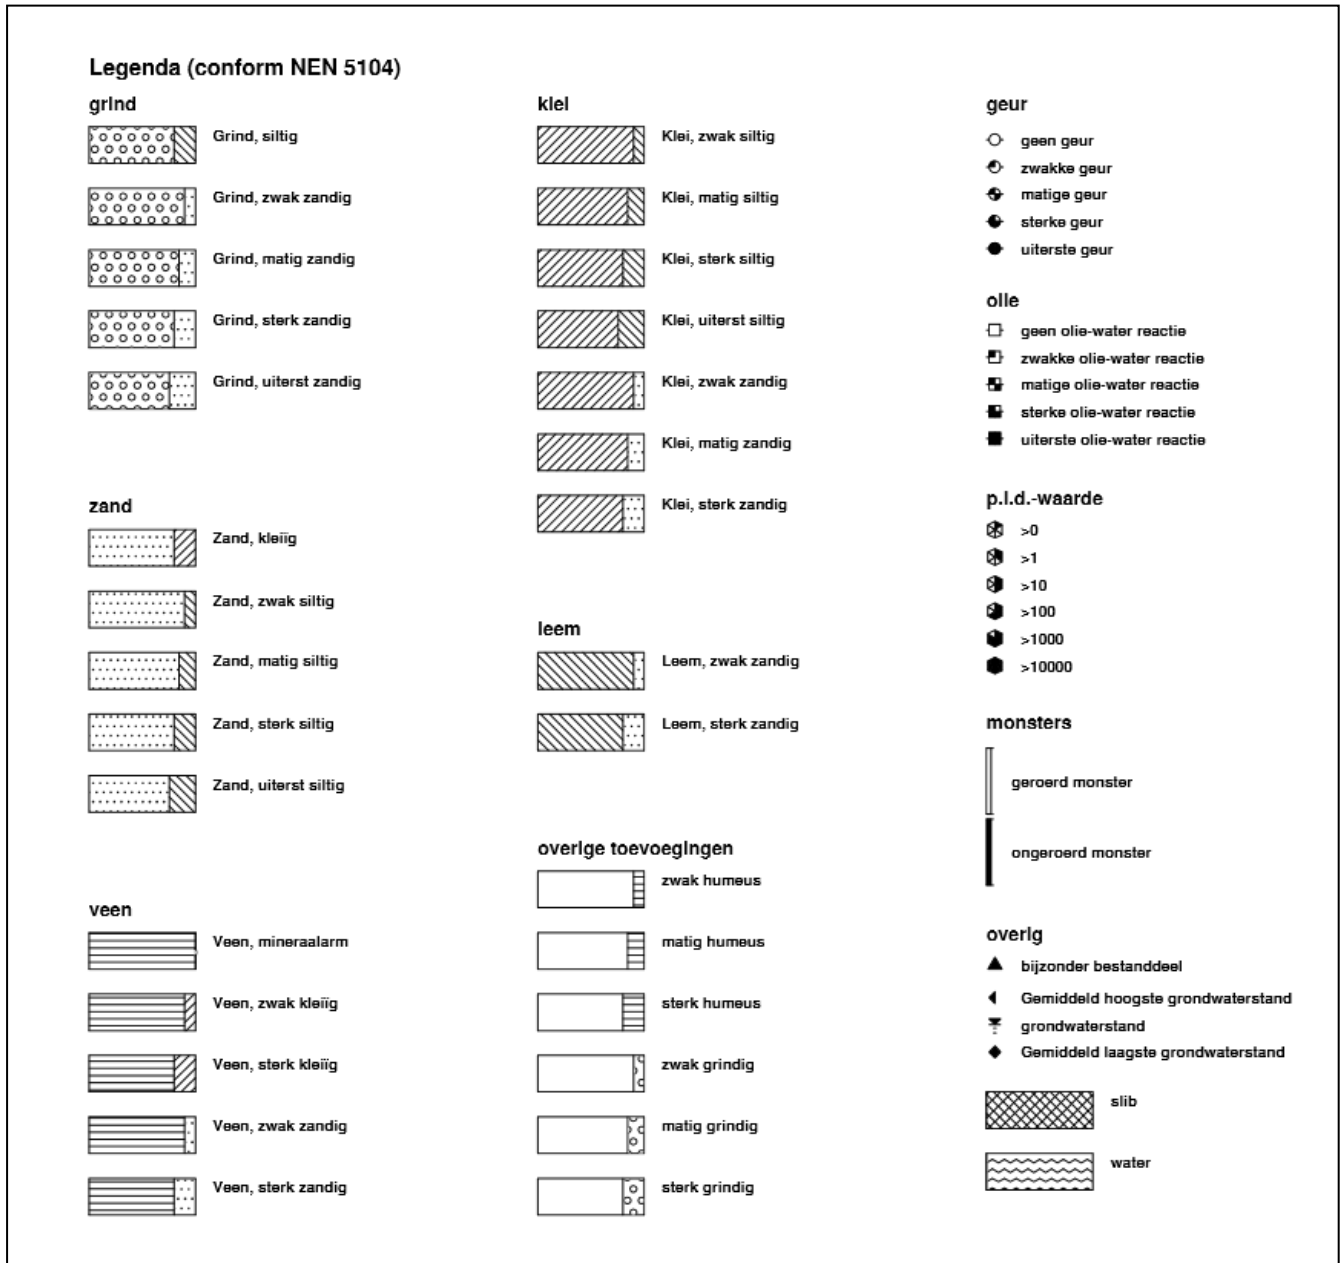 Legenda (conform NEN 5104)
grind
Grind, siltig
Grind, zwak zandig
Grind, matig zandig
Grind, sterk zandig
Grind, uiterst zandig
zand
Zand, kleiïg
Zand, zwak siltig
Zand, matig siltig
Zand, sterk siltig
Zand, uiterst siltig
veen
Veen, mineraalarm
Veen, zwak kleiïg
Veen, sterk kleiïg
Veen, zwak zandig
Veen, sterk zandig
klei
Klei, zwak siltig
Klei, matig siltig
Klei, sterk siltig
Klei, uiterst siltig
Klei, zwak zandig
Klei, matig zandig
Klei, sterk zandig
leem
Leem, zwak zandig
Leem, sterk zandig
overige toevoegingen
zwak humeus
matig humeus
sterk humeus
zwak grindig
matig grindig
sterk grindig
geur
geen geur
zwakke geur
matige geur
sterke geur
uiterste geur
olie
geen olie-water reactie
zwakke olie-water reactie
matige olie-water reactie
sterke olie-water reactie
uiterste olie-water reactie
p.i.d.-waarde
>0
>1
>10
>100
>1000
>10000
monsters
geroerd monster
ongeroerd monster
overig
bijzonder bestanddeel
Gemiddeld hoogste grondwaterstand
grondwaterstand
Gemiddeld laagste grondwaterstand
slib
water